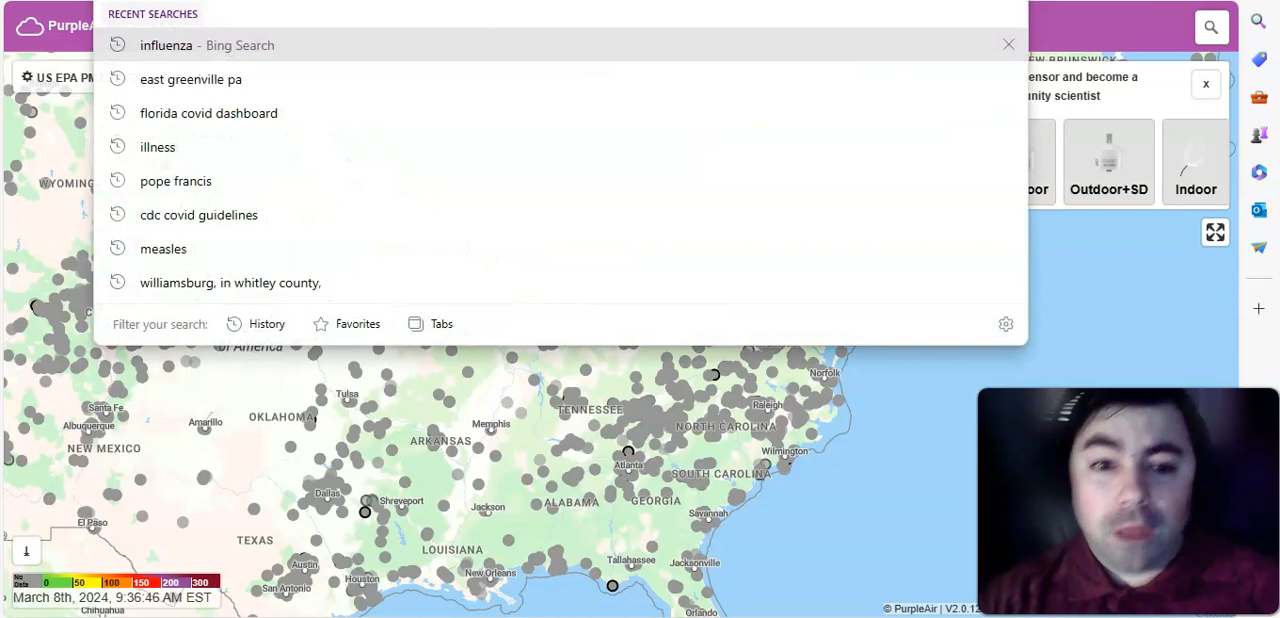 RECENT SEARCHES
PurpleA
influenza - Bing Search
US EPA PM
east greenville pa
florida covid dashboard
illness
pope francis
cdc covid guidelines
measles
williamsburg, in whitley county,
Filter your search: History Favorites Tabs
ensor and become a
unity scientist
x
oor
Outdoor+SD
Indoor
WYOMING
of America
Norfolk
Tulsa
Santa Fe
Albuquerque
Amarillo
OKLAHOMA
NEW MEXICO
TENNESSEE
Memphis
ARKANSAS
Raleigh
NORTH CAROLINA
Wilmington
Atlanta
SOUTH CAROLINA
Dallas
Shreveport
Jackson
ALABAMA
GEORGIA
Savannah
El Paso
TEXAS
LOUISIANA
Austin
Houston
San Antonio
New Orleans
Tallahassee
Jacksonville
Orlando
No Data 0 50 100 150 200 300
March 8th, 2024, 9:36:46 AM EST
Chihuahua
© PurpleAir | V2.0.12